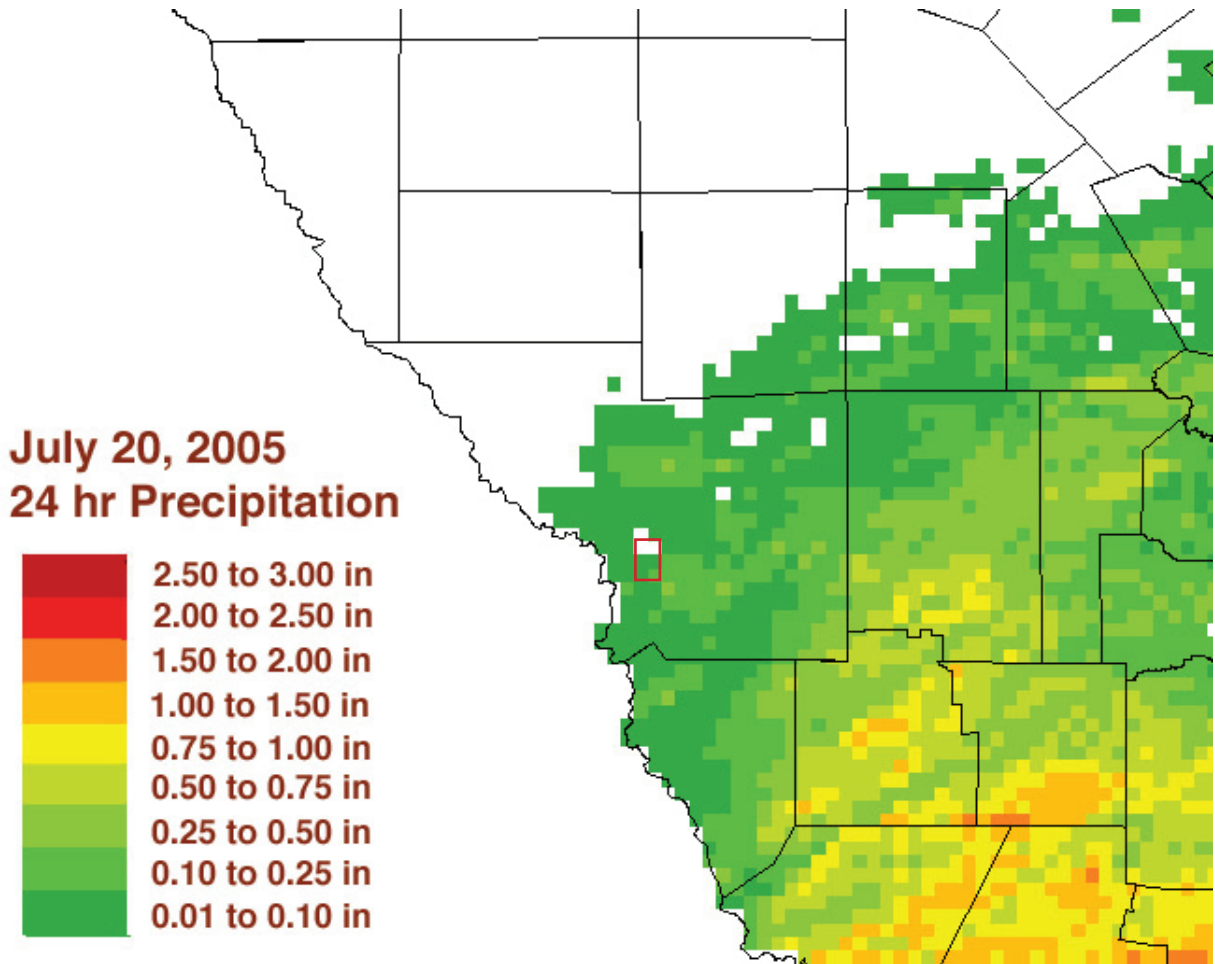 July 20, 2005
24 hr Precipitation
2.50 to 3.00 in
2.00 to 2.50 in
1.50 to 2.00 in
1.00 to 1.50 in
0.75 to 1.00 in
0.50 to 0.75 in
0.25 to 0.50 in
0.10 to 0.25 in
0.01 to 0.10 in